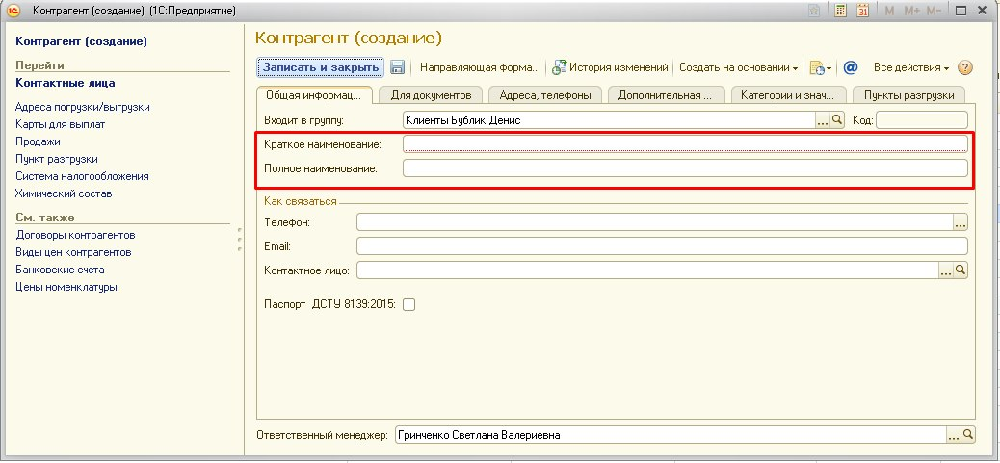 Контрагент (создание) (1С:Предприятие)
M M+ M-
Контрагент (создание)
Перейти
Контактные лица
Адреса погрузки/выгрузки
Карты для выплат
Продажи
Пункт разгрузки
Система налогообложения
Химический состав
См. также
Договоры контрагентов
Виды цен контрагентов
Банковские счета
Цены номенклатуры
Контрагент (создание)
Записать и закрыть Направляющая форма... История изменений Создать на основании @ Все действия ?
Общая информац... Для документов Адреса, телефоны Дополнительная ... Категории и знач... Пункты разгрузки
Входит в группу: Клиенты Бублик Денис ... Код:
Краткое наименование:
Полное наименование:
Как связаться
Телефон: ...
Email:
Контактное лицо: ...
Паспорт ДСТУ 8139:2015:
Ответственный менеджер: Гринченко Светлана Валериевна ...